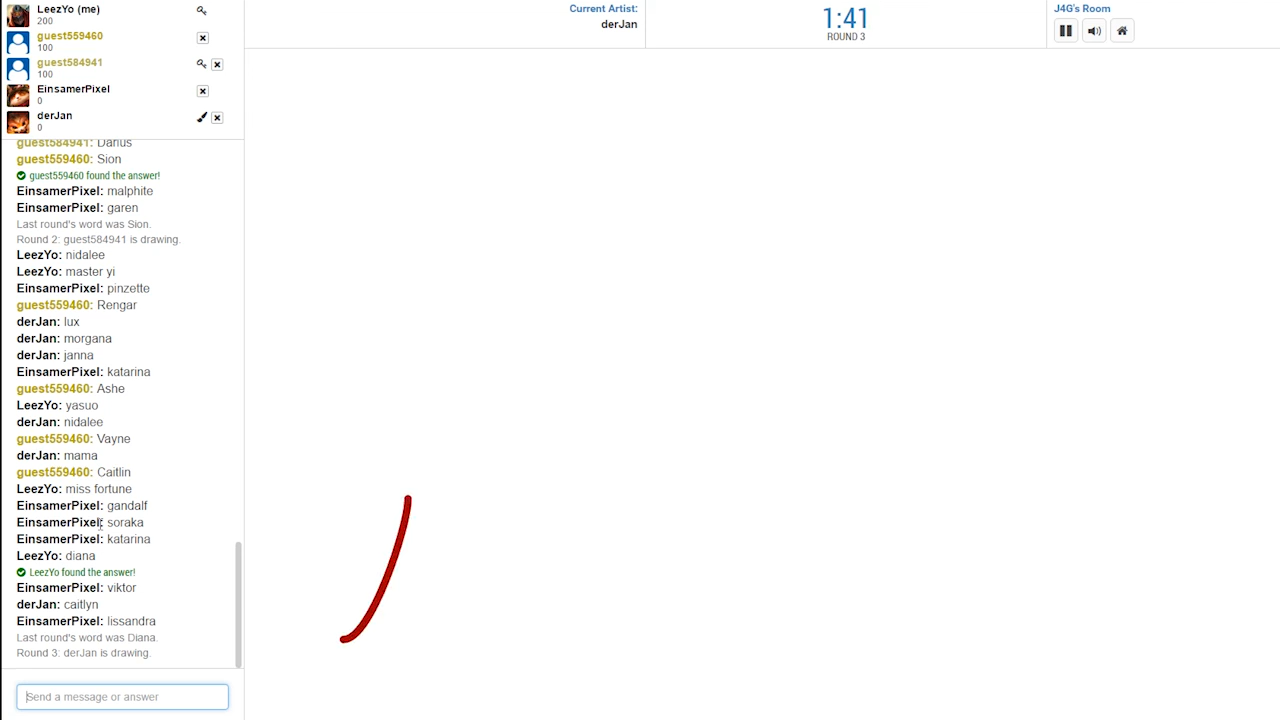 LeezYo (me)
200
guest559460
100
guest584941
100
EinsamerPixel
0
derJan
0
Current Artist:
derJan
1:41
ROUND 3
J4G's Room
guest584941: Darius
guest559460: Sion
guest559460 found the answer!
EinsamerPixel: malphite
EinsamerPixel: garen
Last round's word was Sion.
Round 2: guest584941 is drawing.
LeezYo: nidalee
LeezYo: master yi
EinsamerPixel: pinzette
guest559460: Rengar
derJan: lux
derJan: morgana
derJan: janna
EinsamerPixel: katarina
guest559460: Ashe
LeezYo: yasuo
derJan: nidalee
guest559460: Vayne
derJan: mama
guest559460: Caitlin
LeezYo: miss fortune
EinsamerPixel: gandalf
EinsamerPixel: soraka
EinsamerPixel: katarina
LeezYo: diana
LeezYo found the answer!
EinsamerPixel: viktor
derJan: caitlyn
EinsamerPixel: lissandra
Last round's word was Diana.
Round 3: derJan is drawing.
Send a message or answer